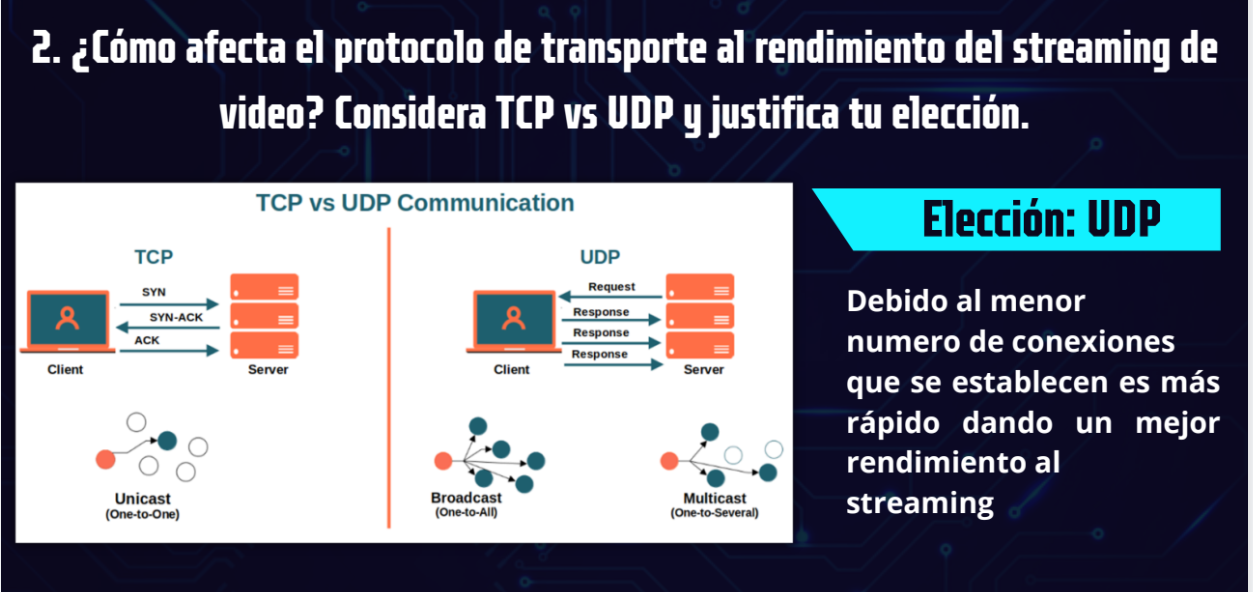 2. ¿Cómo afecta el protocolo de transporte al rendimiento del streaming de
video? Considera TCP vs UDP y justifica tu elección.
TCP vs UDP Communication
TCP
SYN
SYN-ACK
ACK
Client
Server
Unicast
(One-to-One)
UDP
Request
Response
Response
Response
Client
Server
Broadcast
(One-to-All)
Multicast
(One-to-Several)
Elección: UDP
Debido al menor
numero de conexiones
que se establecen es más
rápido dando un mejor
rendimiento al
streaming